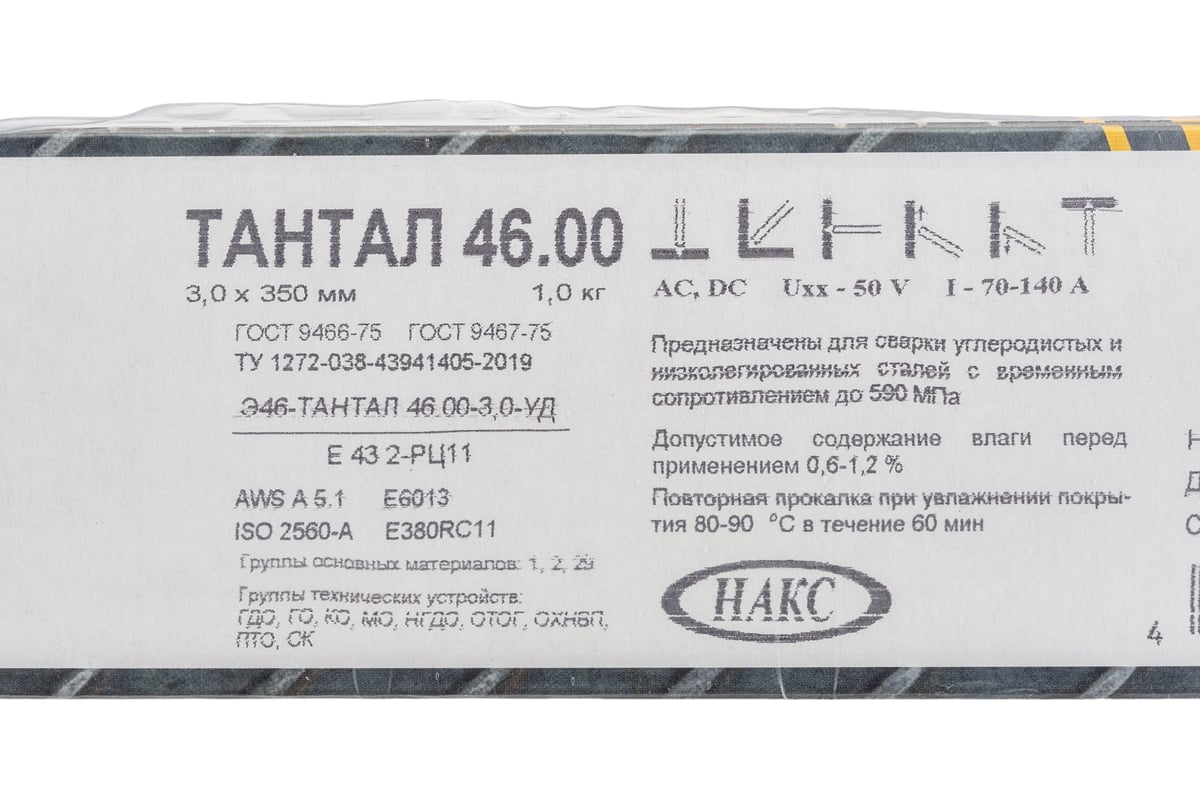 ТАНТАЛ 46.00
3,0 х 350 мм 1,0 кг
ГОСТ 9466-75 ГОСТ 9467-75
ТУ 1272-038-43941405-2019
Э46-ТАНТАЛ 46.00-3,0-УД
Е 43 2-РЦ11
AWS A 5.1 E6013
ISO 2560-A E380RC11
Группы основных материалов: 1, 2, 29
Группы технических устройств:
ГДО, ГО, КО, МО, НГДО, ОТОГ, ОХНВП,
ПТО, СК
AC, DC Uxx - 50 V I - 70-140 A
Предназначены для сварки углеродистых и
низколегированных сталей с временным
сопротивлением до 590 МПа
Допустимое содержание влаги перед
применением 0,6-1,2 %
Повторная прокалка при увлажнении покры-
тия 80-90 °С в течение 60 мин
НАКС
4